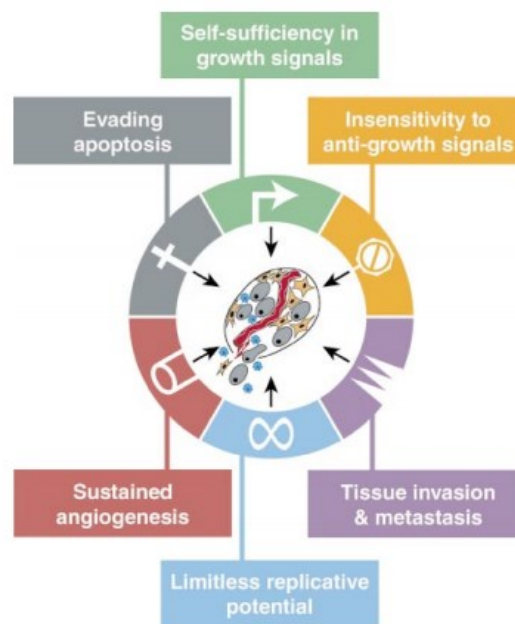 Self-sufficiency in
growth signals
Evading
apoptosis
Insensitivity to
anti-growth signals
Sustained
angiogenesis
Tissue invasion
& metastasis
Limitless replicative
potential